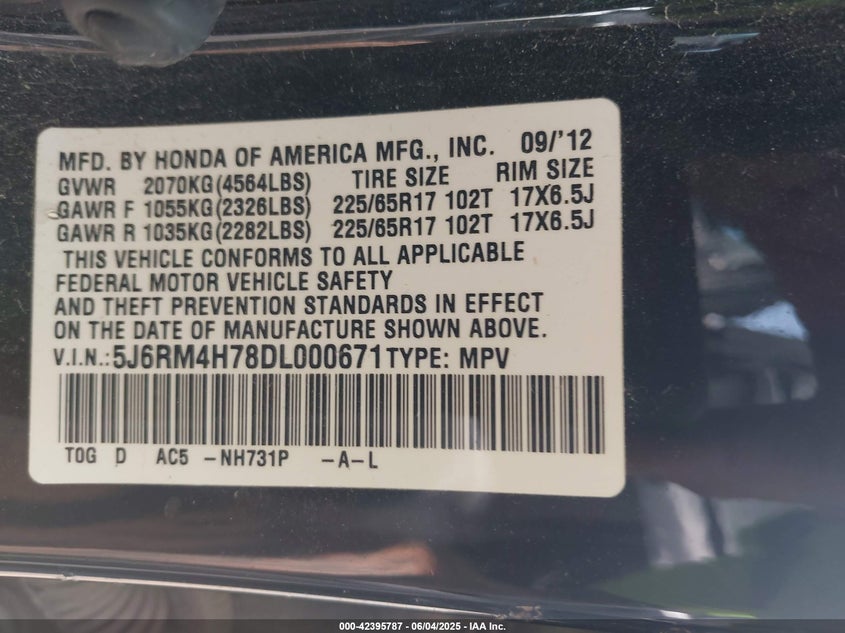 MFD. BY HONDA OF AMERICA MFG., INC. 09/'12
GVWR 2070KG(4564LBS) TIRE SIZE RIM SIZE
GAWR F 1055KG(2326LBS) 225/65R17 102T 17X6.5J
GAWR R 1035KG(2282LBS) 225/65R17 102T 17X6.5J
THIS VEHICLE CONFORMS TO ALL APPLICABLE
FEDERAL MOTOR VEHICLE SAFETY
AND THEFT PREVENTION STANDARDS IN EFFECT
ON THE DATE OF MANUFACTURE SHOWN ABOVE.
V.I.N.:5J6RM4H78DL000671 TYPE: MPV
T0G D AC5 -NH731P -A-L
000-42395787 - 06/04/2025 - IAA Inc.